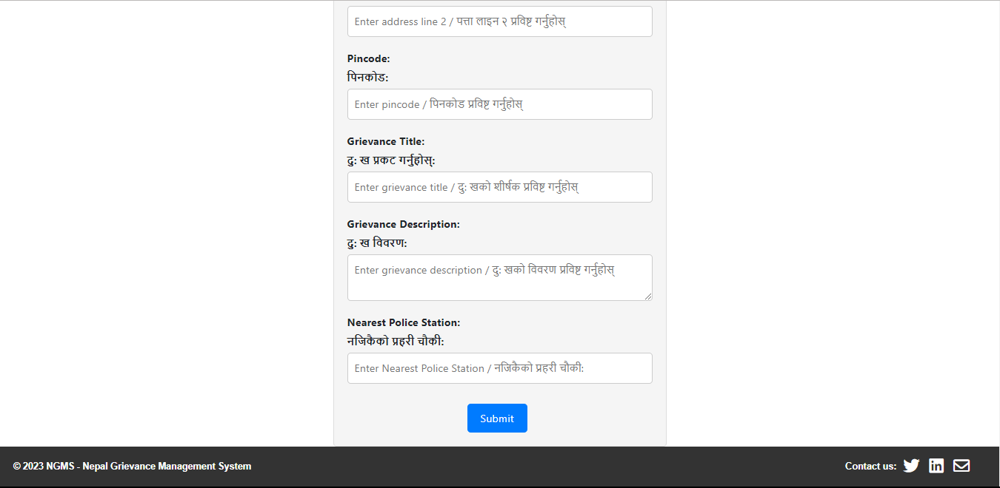 Enter address line 2 / पत्ता लाइन २ प्रविष्ट गर्नुहोस्
Pincode:
पिनकोड:
Enter pincode / पिनकोड प्रविष्ट गर्नुहोस्
Grievance Title:
दु: ख प्रकट गर्नुहोस्:
Enter grievance title / दु: खको शीर्षक प्रविष्ट गर्नुहोस्
Grievance Description:
दु: ख विवरण:
Enter grievance description / दु: खको विवरण प्रविष्ट गर्नुहोस्
Nearest Police Station:
नजिकैको प्रहरी चौकी:
Enter Nearest Police Station / नजिकैको प्रहरी चौकी:
Submit
© 2023 NGMS - Nepal Grievance Management System
Contact us: